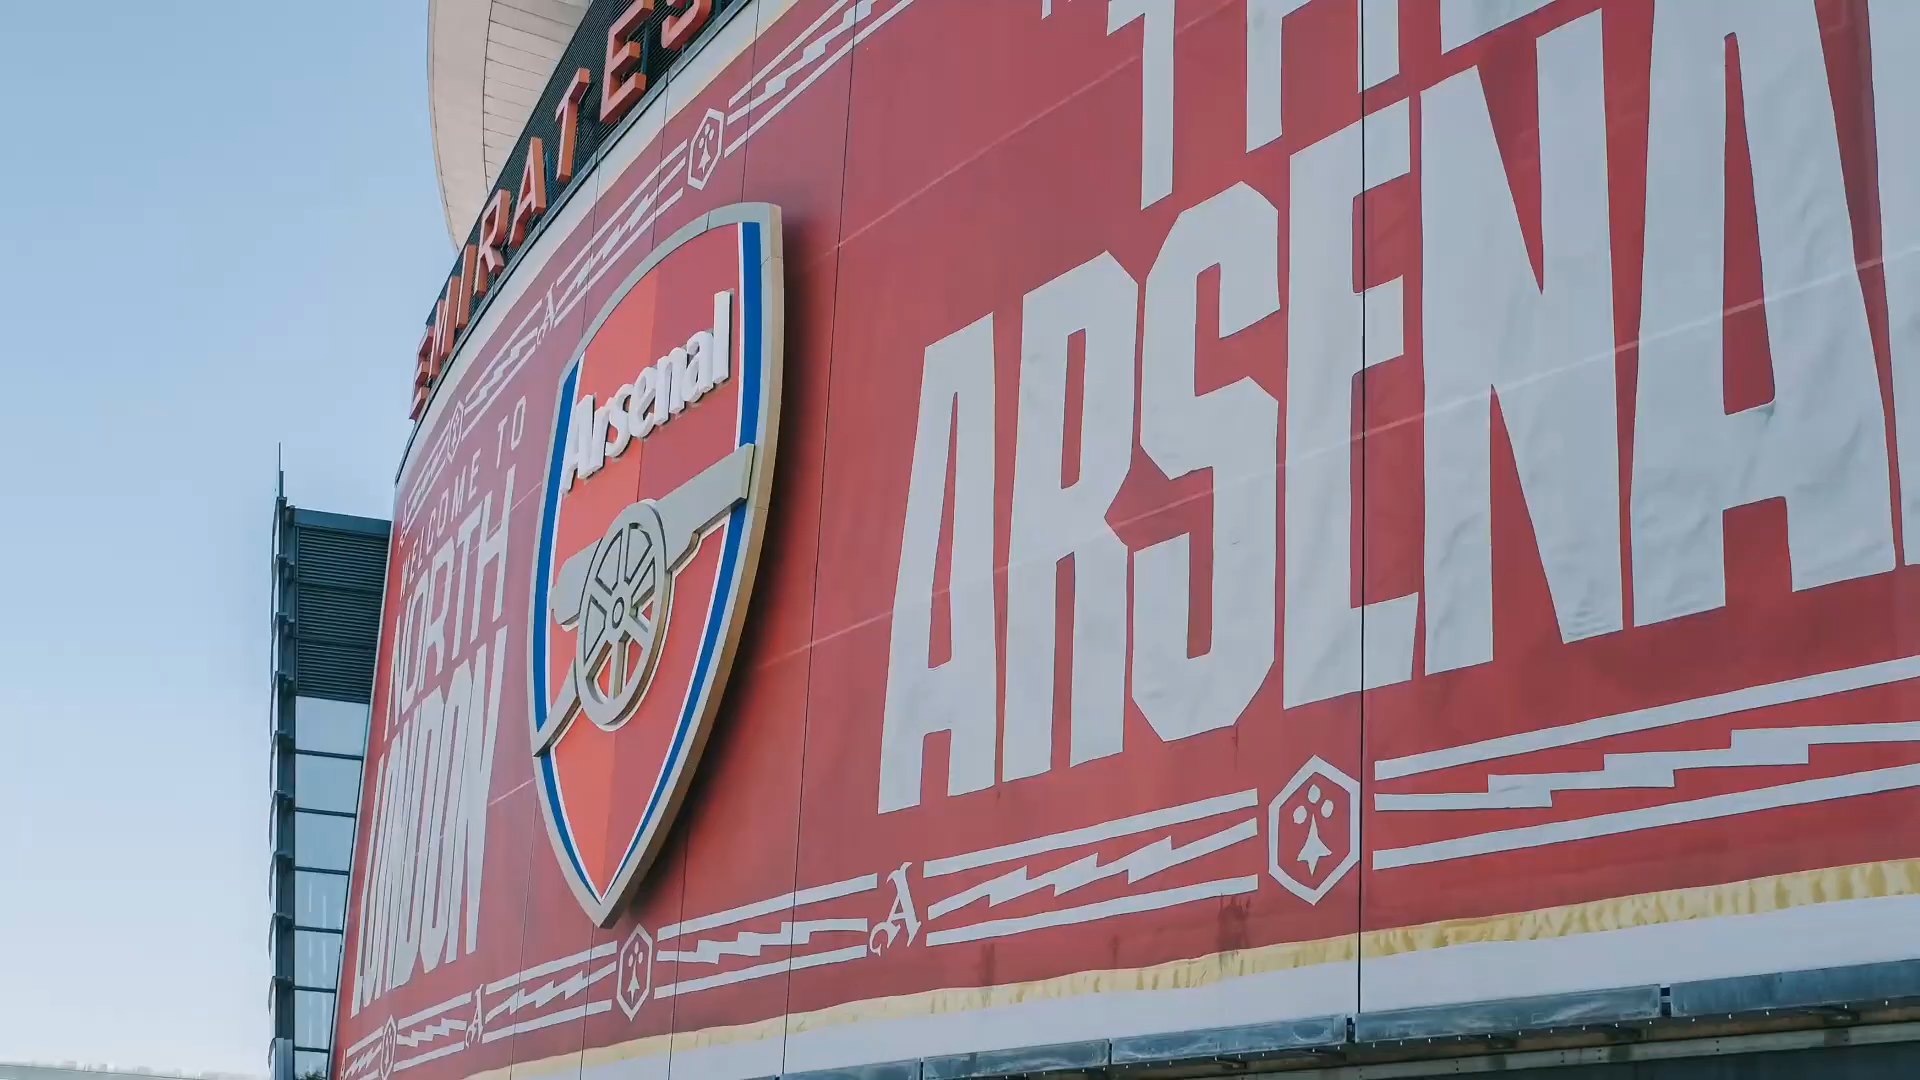 EMIRATES
WELCOME TO
NORTH
LONDON
Arsenal
ARSENA
A
A
A